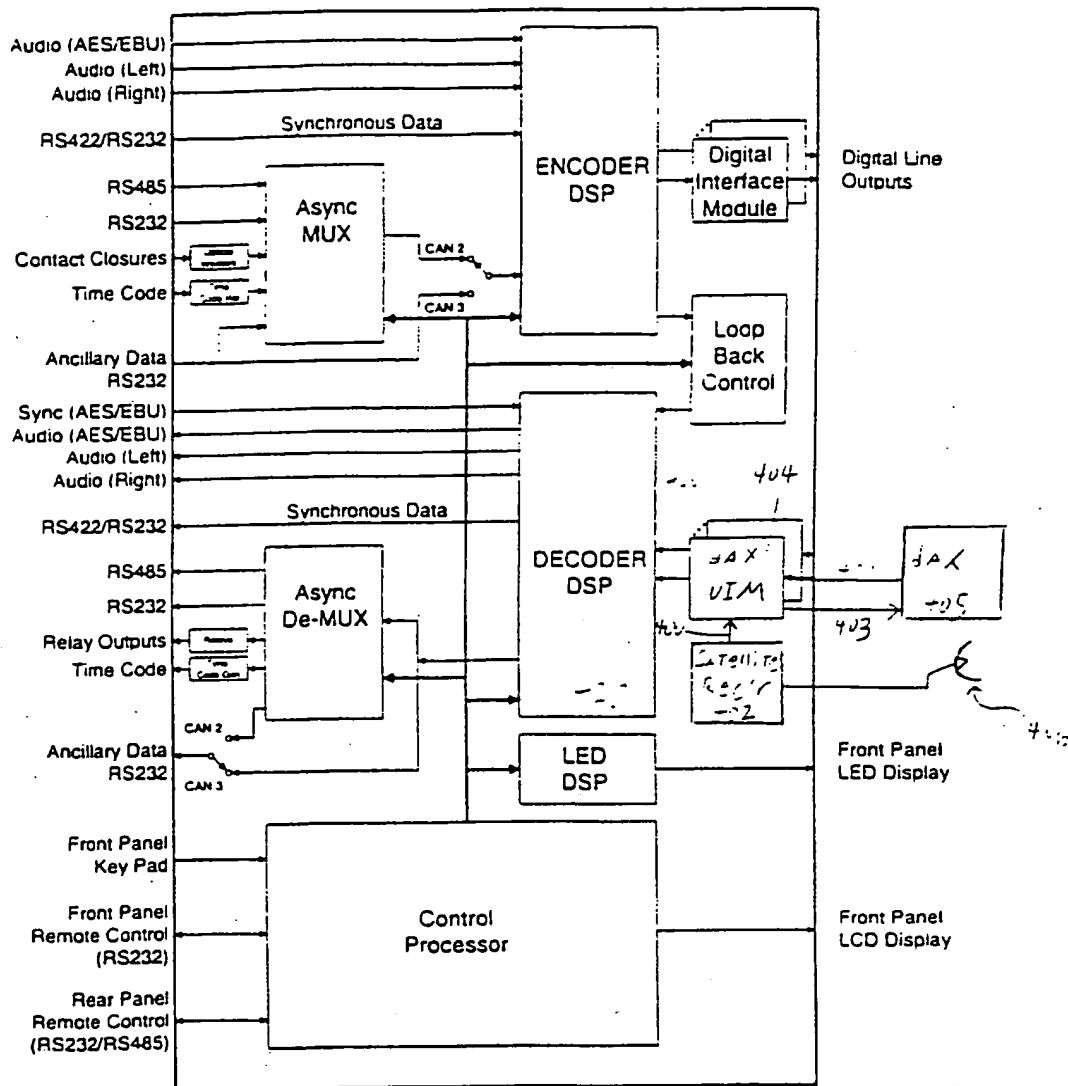 Audio (AES/EBU)
Audio (Left)
Audio (Right)
RS422/RS232
Synchronous Data
ENCODER
DSP
Digital
Interface
Module
Digital Line
Outputs
RS485
RS232
Contact Closures
Time Code
Async
MUX
CAN 2
CAN 3
Ancillary Data
RS232
Loop
Back
Control
Sync (AES/EBU)
Audio (AES/EBU)
Audio (Left)
Audio (Right)
RS422/RS232
Synchronous Data
DECODER
DSP
404
UIM
403
Satellite
RS485
RS232
Relay Outputs
Time Code
Async
De-MUX
CAN 2
CAN 3
Ancillary Data
RS232
LED
DSP
Front Panel
LED Display
Front Panel
Key Pad
Front Panel
Remote Control
(RS232)
Rear Panel
Remote Control
(RS232/RS485)
Control
Processor
Front Panel
LCD Display